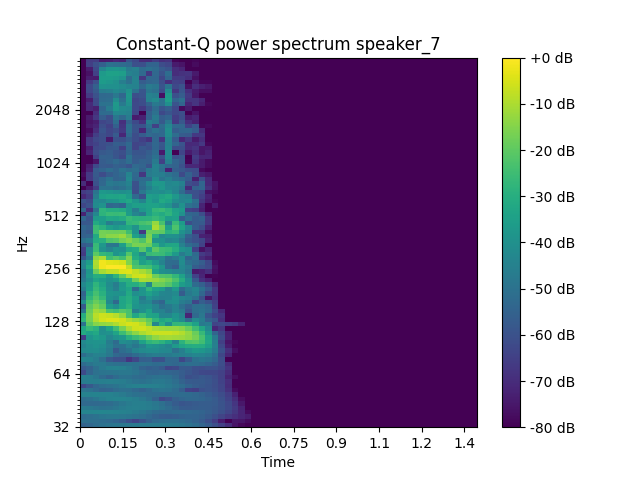 Constant-Q power spectrum speaker_7
Hz
2048
1024
512
256
128
64
32
0 0.15 0.3 0.45 0.6 0.75 0.9 1.1 1.2 1.4
Time
+0 dB
-10 dB
-20 dB
-30 dB
-40 dB
-50 dB
-60 dB
-70 dB
-80 dB